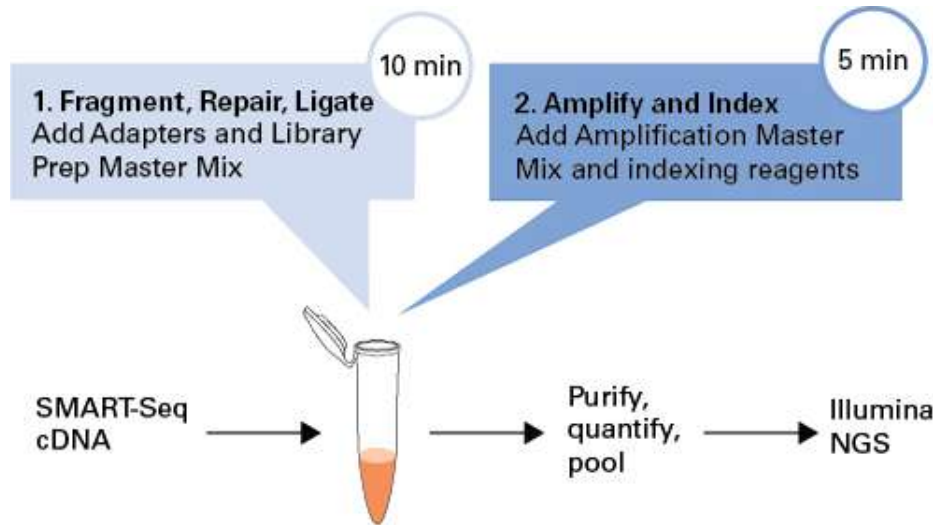 10 min
1. Fragment, Repair, Ligate
Add Adapters and Library
Prep Master Mix
5 min
2. Amplify and Index
Add Amplification Master
Mix and indexing reagents
SMART-Seq
cDNA
Purify,
quantify,
pool
Illumina
NGS